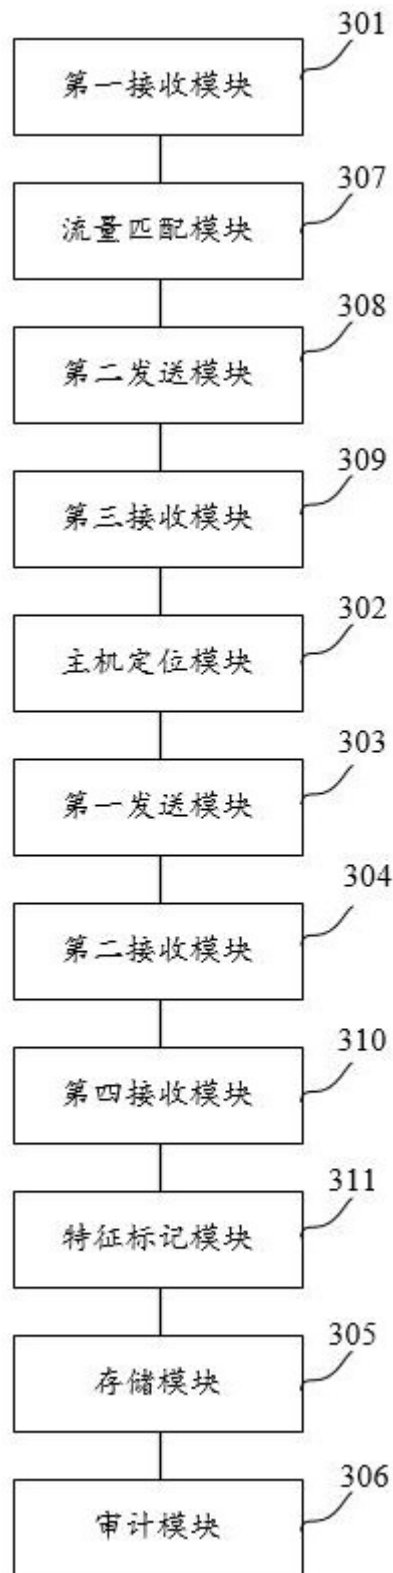 301
第一接收模块
307
流量匹配模块
308
第二发送模块
309
第三接收模块
302
主机定位模块
303
第一发送模块
304
第二接收模块
310
第四接收模块
311
特征标记模块
305
存储模块
306
审计模块